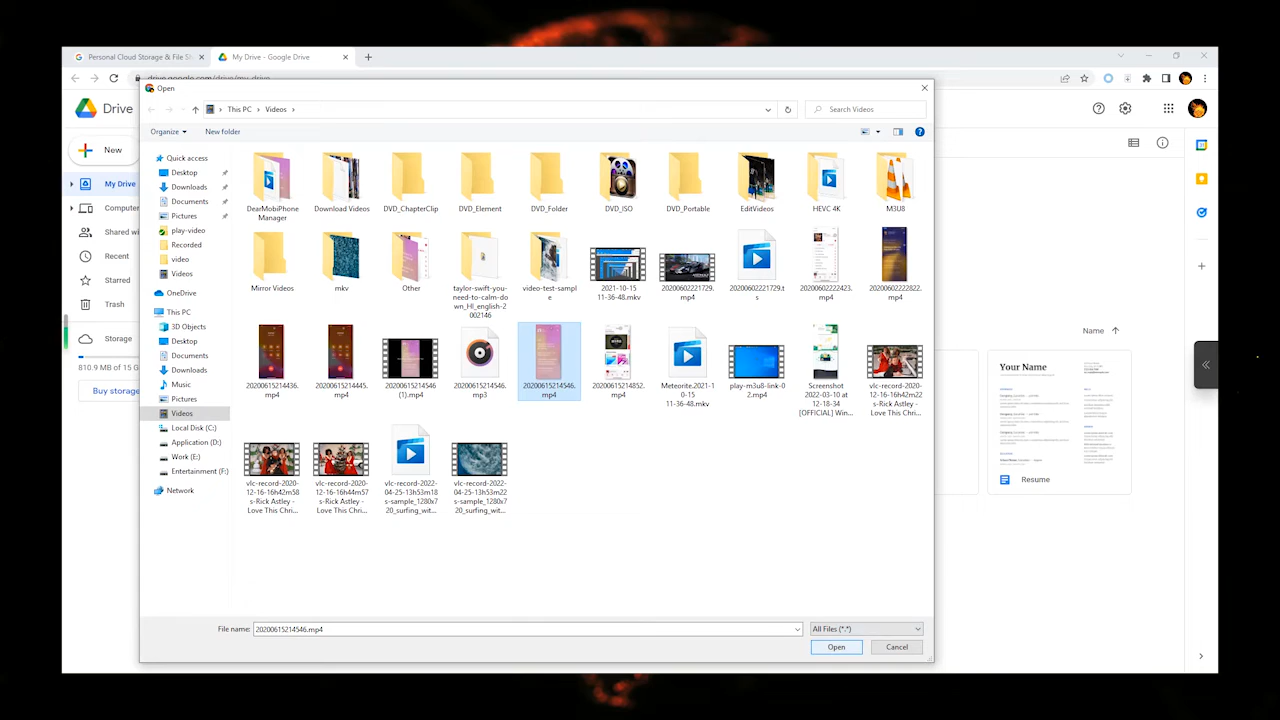 Personal Cloud Storage & File Sh
My Drive - Google Drive
drive.google.com/drive/my-drive
Open
Drive
This PC
Videos
Search Videos
Organize
New folder
New
My Drive
Computer
Shared wi
Recent
Starred
Trash
Storage
810.9 MB of 15 G
Buy storage
Quick access
Desktop
Downloads
Documents
Pictures
play-video
Recorded
video
Videos
OneDrive
This PC
3D Objects
Desktop
Documents
Downloads
Music
Pictures
Videos
Local Disk (C:)
Application (D:)
Work (E:)
Entertainment (F:)
Network
DearMobiPhone
Manager
Download Videos
DVD_ChapterClip
DVD_Element
DVD_Folder
DVD_ISO
DVD_Portable
EditVideos
HEVC 4K
M3U8
Mirror Videos
mkv
Other
taylor-swift-you-
need-to-calm-do
wn_HI_english-2
002146
video-test-sampl
e
2021-10-15
11-36-48.mkv
20200602221729.
mp4
20200602221729.t
s
20200602222423.
mp4
20200602222822.
mp4
20200615214436.
mp4
20200615214445.
mp4
20200615214546
(1).mp4
20200615214546.
mp3
20200615214546.
mp4
20200615214852.
mp4
Meteorite.2021-1
0-15
11-36-48.mkv
play-m3u8-link-0
2.mp4
Screenshot
2022-03-10 at
12-18-34
[OFFICIAL] Win...
vlc-record-2020-
12-16-16h42m22
s-Rick Astley -
Love This Chri...
vlc-record-2020-
12-16-16h42m58
s-Rick Astley -
Love This Chri...
vlc-record-2020-
12-16-16h44m57
s-Rick Astley -
Love This Chri...
vlc-record-2022-
04-25-13h53m18
s-sample_1280x7
20_surfing_wit...
vlc-record-2022-
04-25-13h53m22
s-sample_1280x7
20_surfing_wit...
File name:
20200615214546.mp4
All Files (*.*)
Open
Cancel
Name
Your Name
Resume